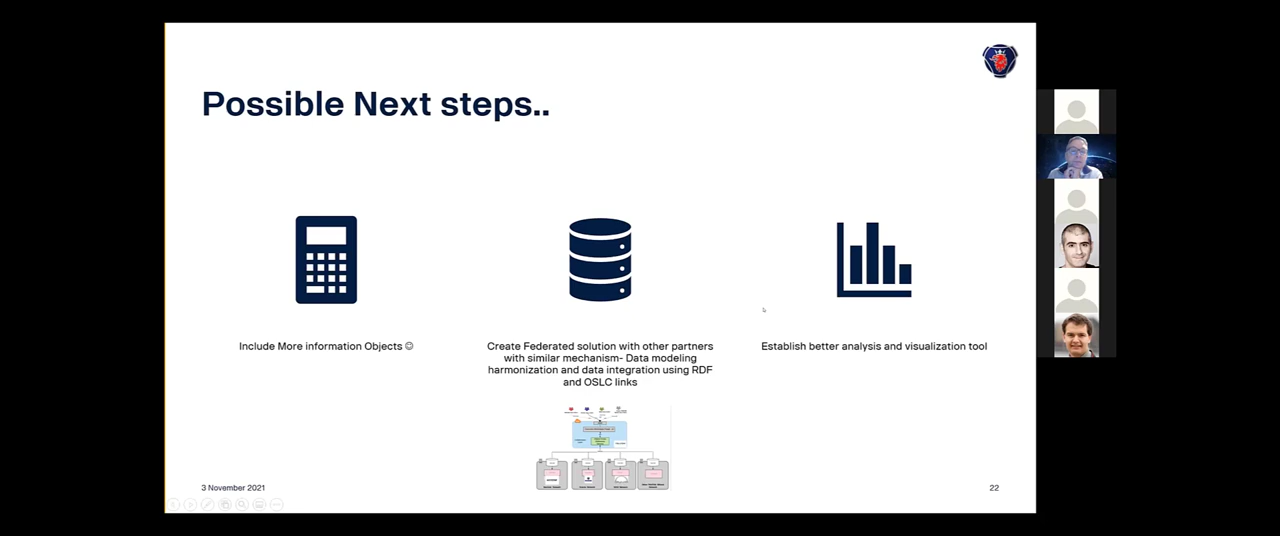 Possible Next steps..
Include More information Objects ☺
Create Federated solution with other partners
with similar mechanism- Data modeling
harmonization and data integration using RDF
and OSLC links
Establish better analysis and visualization tool
3 November 2021
22